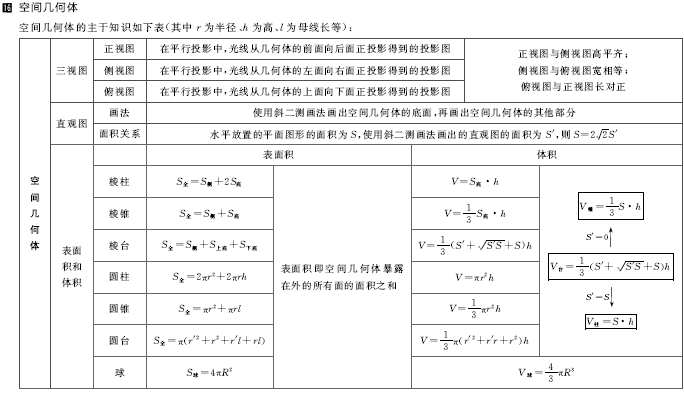 16 空间几何体
空间几何体的主干知识如下表(其中 r 为半径、h 为高、l 为母线长等):
空间几何体
三视图
正视图 在平行投影中,光线从几何体的前面向后面正投影得到的投影图
侧视图 在平行投影中,光线从几何体的左面向右面正投影得到的投影图
俯视图 在平行投影中,光线从几何体的上面向下面正投影得到的投影图
正视图与侧视图高平齐;
侧视图与俯视图宽相等;
俯视图与正视图长对正
直观图
画法 使用斜二测画法画出空间几何体的底面,再画出空间几何体的其他部分
面积关系 水平放置的平面图形的面积为 S,使用斜二测画法画出的直观图的面积为 S′,则 S=2√2S′
表面积和体积
表面积 体积
棱柱 S全=S侧+2S底 V=S底·h
棱锥 S全=S侧+S底 V=1/3 S底·h
棱台 S全=S侧+S上底+S下底 V=1/3(S′+√S′S+S)h
圆柱 S全=2πr²+2πrh V=πr²h
圆锥 S全=πr²+πrl V=1/3 πr²h
圆台 S全=π(r′²+r²+r′l+rl) V=1/3 π(r′²+r′r+r²)h
球 S球=4πR² V球=4/3 πR³
表面积即空间几何体暴露
在外的所有面的面积之和
V锥=1/3 S·h
S′=0
V台=1/3(S′+√S′S+S)h
S′=S
V柱=S·h